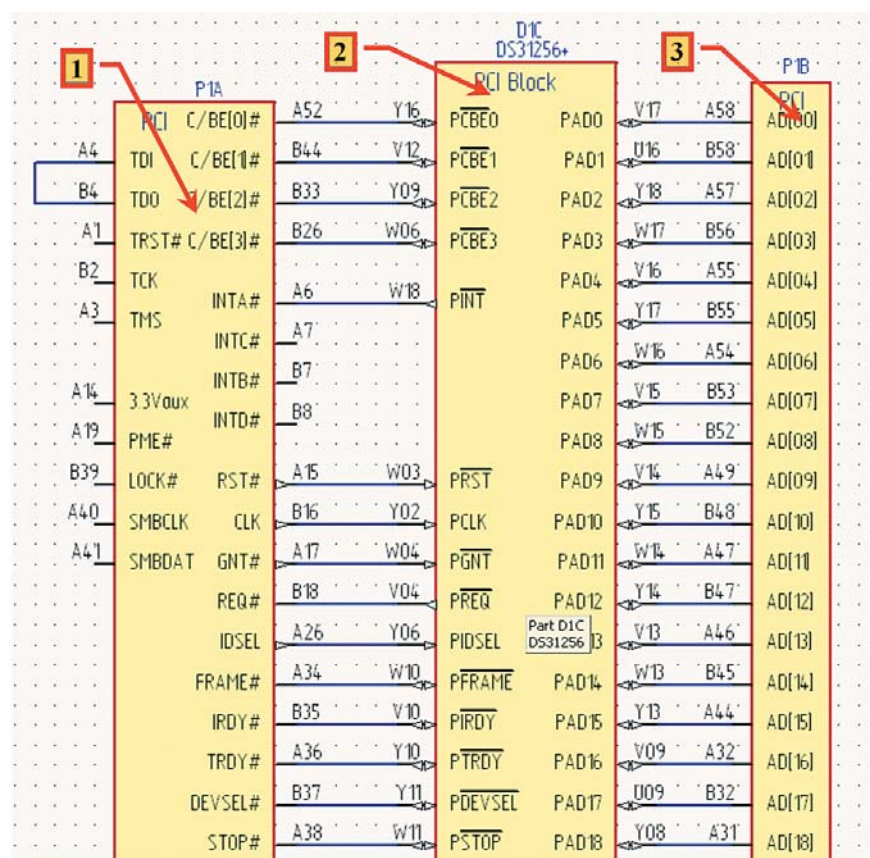 D1C
DS31256+
1
2
3
P1A
P1B
PCI
PCI Block
PCI
C/BE[0]# A52 Y16 PCBE0 PAD0 V17 A58 AD[00]
A4 TDI C/BE[1]# B44 V12 PCBE1 PAD1 U16 B58 AD[01]
B4 TDO C/BE[2]# B33 Y09 PCBE2 PAD2 Y18 A57 AD[02]
A1 TRST# C/BE[3]# B26 W06 PCBE3 PAD3 W17 B56 AD[03]
B2 TCK PAD4 V16 A55 AD[04]
INTA# A6 W18 PINT
A3 TMS PAD5 Y17 B55 AD[05]
INTC# A7
PAD6 W16 A54 AD[06]
INTB# B7
A14 3.3Vaux PAD7 V15 B53 AD[07]
INTD# B8
A19 PME# PAD8 W15 B52 AD[08]
B39 LOCK# RST# A15 W03 PRST PAD9 V14 A49 AD[09]
A40 SMBCLK CLK B16 Y02 PCLK PAD10 Y15 B48 AD[10]
A41 SMBDAT GNT# A17 W04 PGNT PAD11 W14 A47 AD[11]
REQ# B18 V04 PREQ PAD12 Y14 B47 AD[12]
Part D1C
DS31256
IDSEL A26 Y06 PIDSEL 13 V13 A46 AD[13]
FRAME# A34 W10 PFRAME PAD14 W13 B45 AD[14]
IRDY# B35 V10 PIRDY PAD15 Y13 A44 AD[15]
TRDY# A36 Y10 PTRDY PAD16 V09 A32 AD[16]
DEVSEL# B37 Y11 PDEVSEL PAD17 U09 B32 AD[17]
STOP# A38 W11 PSTOP PAD18 Y08 A31 AD[18]